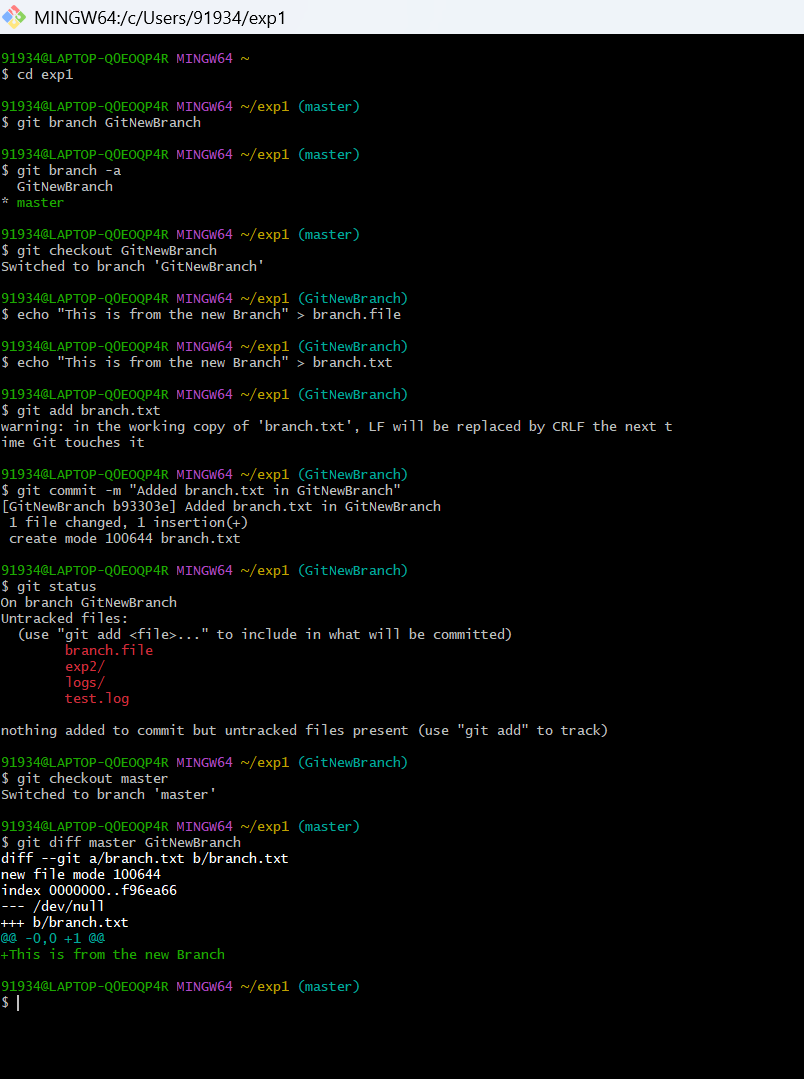 MINGW64:/c/Users/91934/exp1
91934@LAPTOP-Q0EOQP4R MINGW64 ~
$ cd exp1
91934@LAPTOP-Q0EOQP4R MINGW64 ~/exp1 (master)
$ git branch GitNewBranch
91934@LAPTOP-Q0EOQP4R MINGW64 ~/exp1 (master)
$ git branch -a
  GitNewBranch
* master
91934@LAPTOP-Q0EOQP4R MINGW64 ~/exp1 (master)
$ git checkout GitNewBranch
Switched to branch 'GitNewBranch'
91934@LAPTOP-Q0EOQP4R MINGW64 ~/exp1 (GitNewBranch)
$ echo "This is from the new Branch" > branch.file
91934@LAPTOP-Q0EOQP4R MINGW64 ~/exp1 (GitNewBranch)
$ echo "This is from the new Branch" > branch.txt
91934@LAPTOP-Q0EOQP4R MINGW64 ~/exp1 (GitNewBranch)
$ git add branch.txt
warning: in the working copy of 'branch.txt', LF will be replaced by CRLF the next t
ime Git touches it
91934@LAPTOP-Q0EOQP4R MINGW64 ~/exp1 (GitNewBranch)
$ git commit -m "Added branch.txt in GitNewBranch"
[GitNewBranch b93303e] Added branch.txt in GitNewBranch
 1 file changed, 1 insertion(+)
 create mode 100644 branch.txt
91934@LAPTOP-Q0EOQP4R MINGW64 ~/exp1 (GitNewBranch)
$ git status
On branch GitNewBranch
Untracked files:
  (use "git add <file>..." to include in what will be committed)
        branch.file
        exp2/
        logs/
        test.log
nothing added to commit but untracked files present (use "git add" to track)
91934@LAPTOP-Q0EOQP4R MINGW64 ~/exp1 (GitNewBranch)
$ git checkout master
Switched to branch 'master'
91934@LAPTOP-Q0EOQP4R MINGW64 ~/exp1 (master)
$ git diff master GitNewBranch
diff --git a/branch.txt b/branch.txt
new file mode 100644
index 0000000..f96ea66
--- /dev/null
+++ b/branch.txt
@@ -0,0 +1 @@
+This is from the new Branch
91934@LAPTOP-Q0EOQP4R MINGW64 ~/exp1 (master)
$